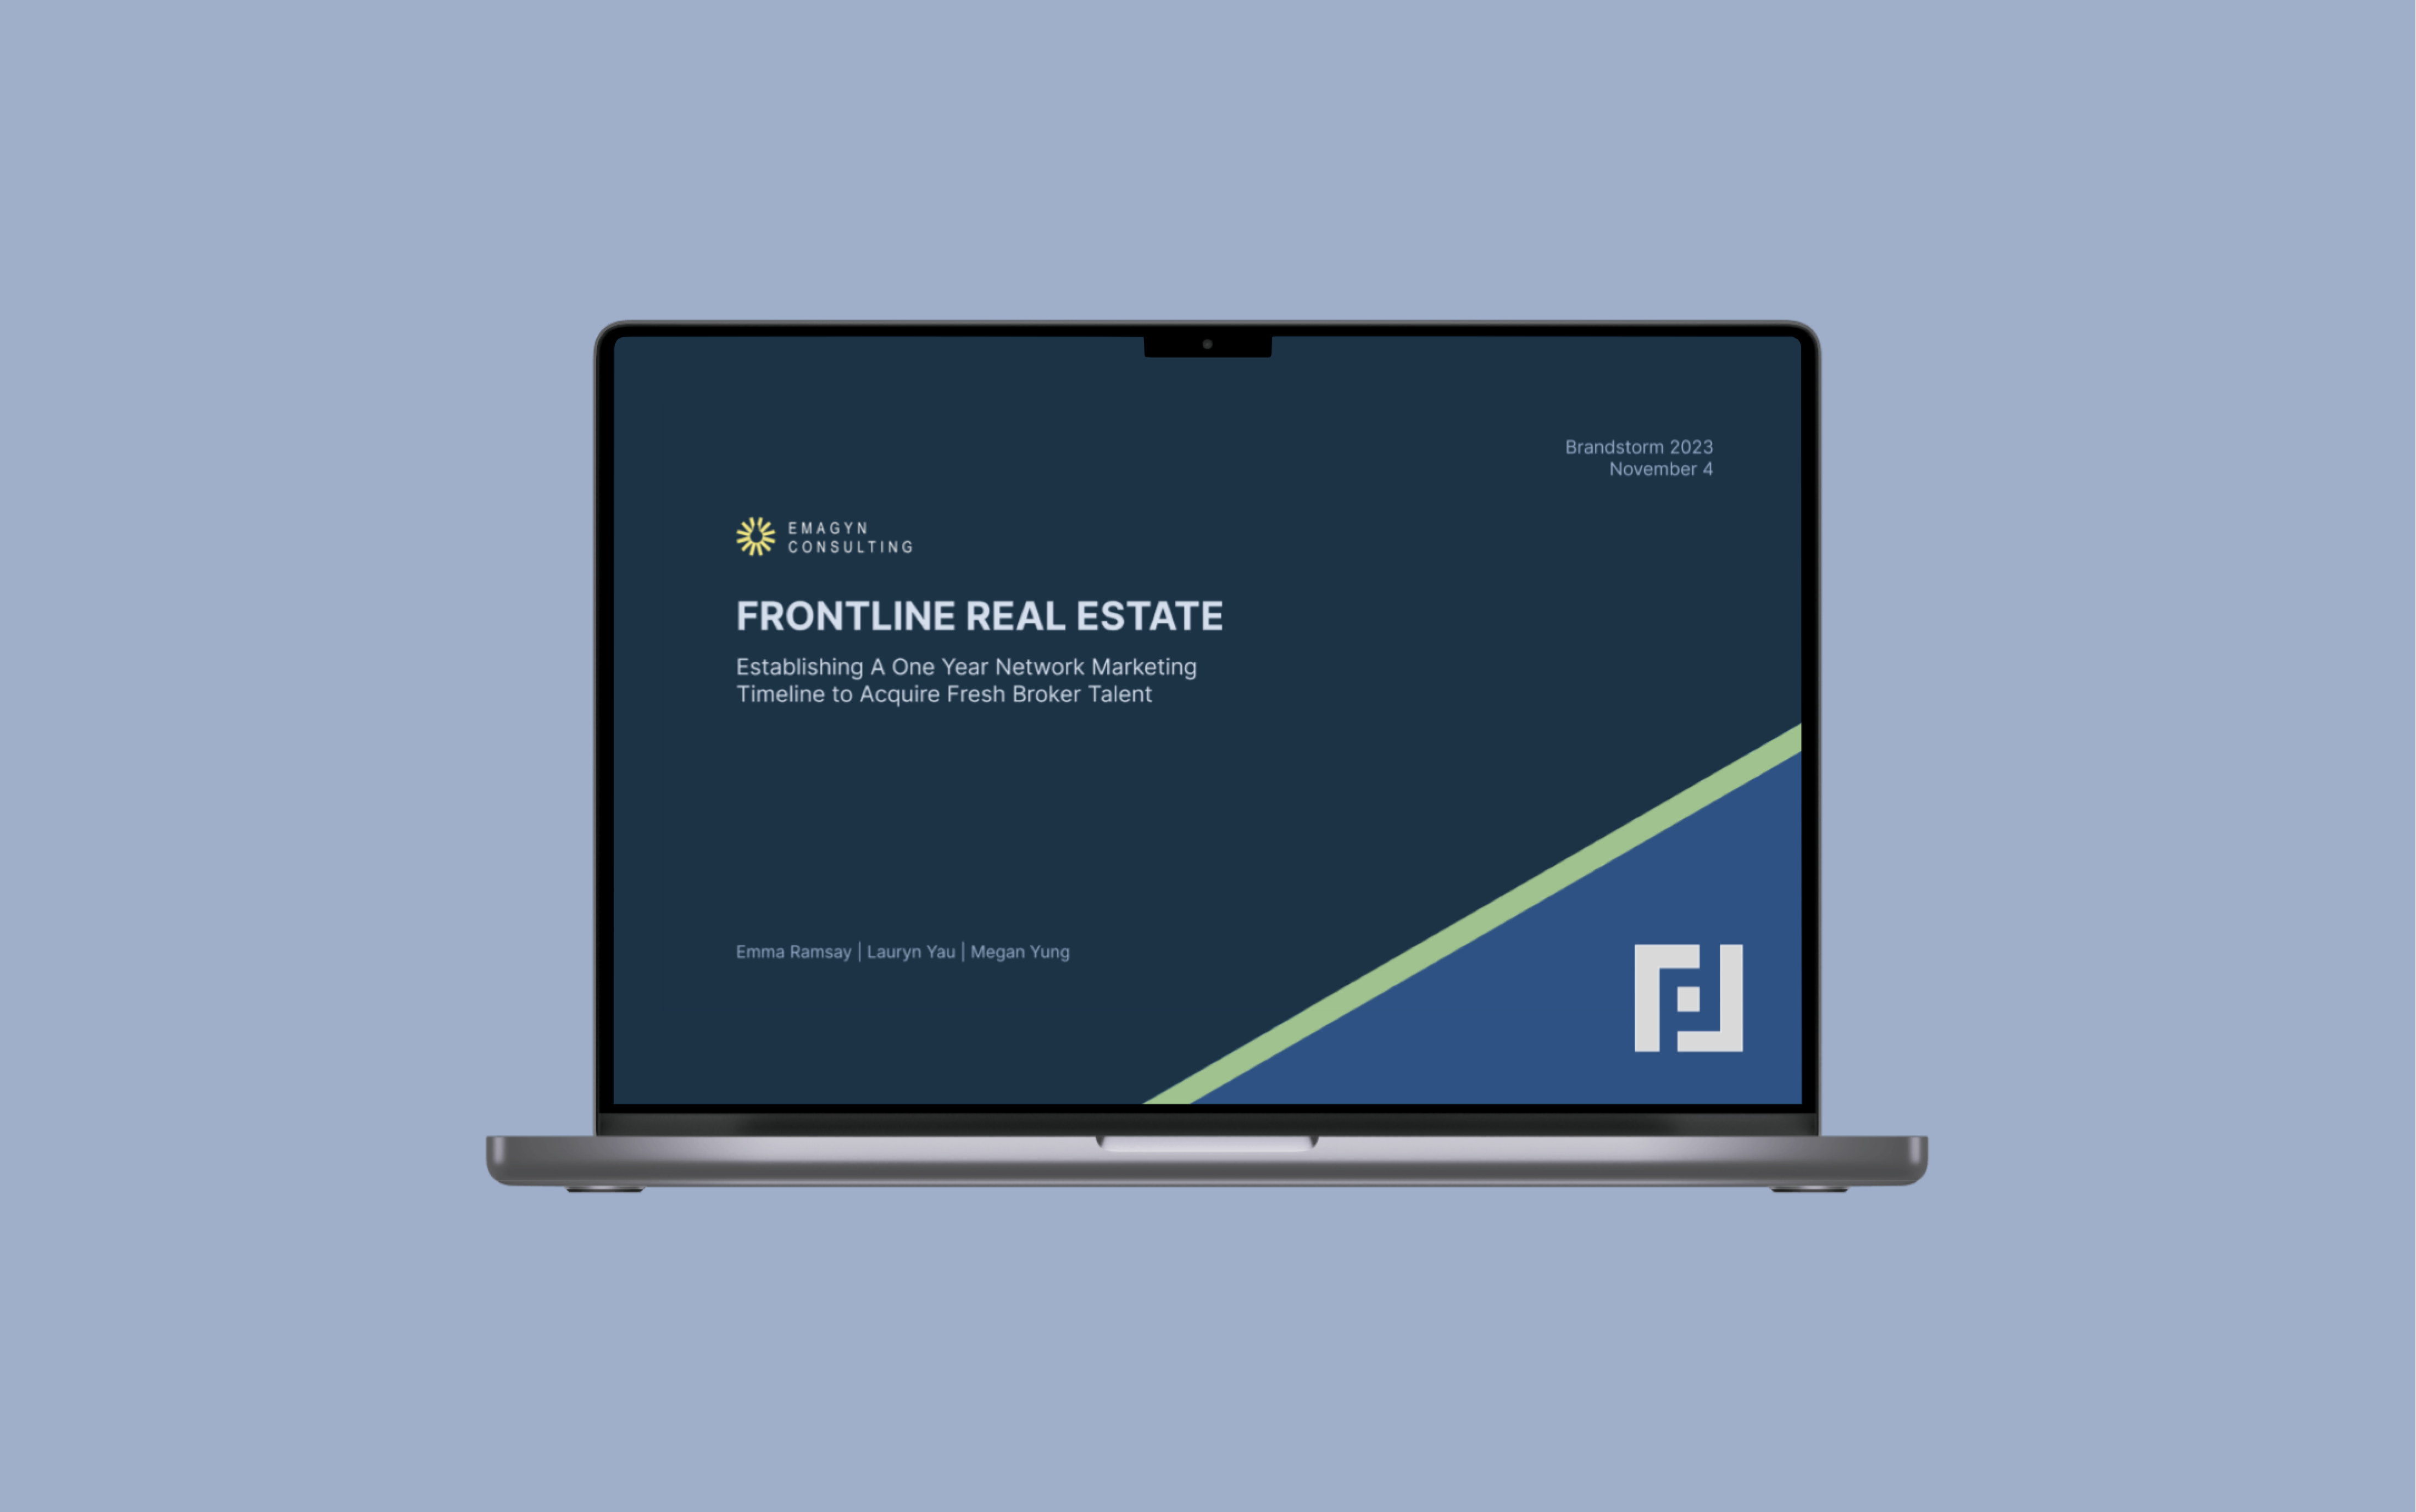 Brandstorm 2023
November 4
EMAGYN
CONSULTING
FRONTLINE REAL ESTATE
Establishing A One Year Network Marketing
Timeline to Acquire Fresh Broker Talent
Emma Ramsay | Lauryn Yau | Megan Yung